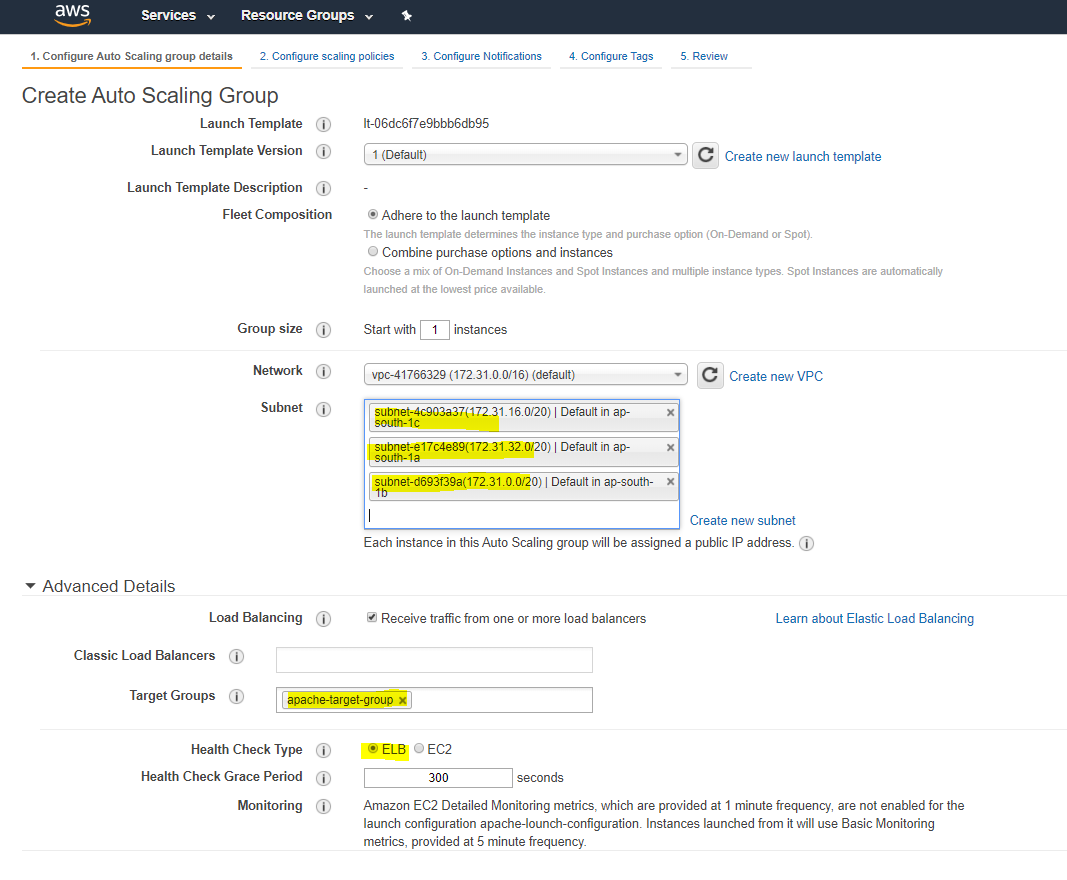 aws Services Resource Groups
1. Configure Auto Scaling group details 2. Configure scaling policies 3. Configure Notifications 4. Configure Tags 5. Review
Create Auto Scaling Group
Launch Template i lt-06dc6f7e9bbb6db95
Launch Template Version i 1 (Default) Create new launch template
Launch Template Description i -
Fleet Composition Adhere to the launch template
The launch template determines the instance type and purchase option (On-Demand or Spot).
Combine purchase options and instances
Choose a mix of On-Demand Instances and Spot Instances and multiple instance types. Spot Instances are automatically
launched at the lowest price available.
Group size i Start with 1 instances
Network i vpc-41766329 (172.31.0.0/16) (default) Create new VPC
Subnet i subnet-4c903a37(172.31.16.0/20) | Default in ap-
south-1c
subnet-e17c4e89(172.31.32.0/20) | Default in ap-
south-1a
subnet-d693f39a(172.31.0.0/20) | Default in ap-south-
1b
Create new subnet
Each instance in this Auto Scaling group will be assigned a public IP address. i
Advanced Details
Load Balancing i Receive traffic from one or more load balancers Learn about Elastic Load Balancing
Classic Load Balancers i
Target Groups i apache-target-group ×
Health Check Type i ELB EC2
Health Check Grace Period i 300 seconds
Monitoring i Amazon EC2 Detailed Monitoring metrics, which are provided at 1 minute frequency, are not enabled for the
launch configuration apache-lounch-configuration. Instances launched from it will use Basic Monitoring
metrics, provided at 5 minute frequency.